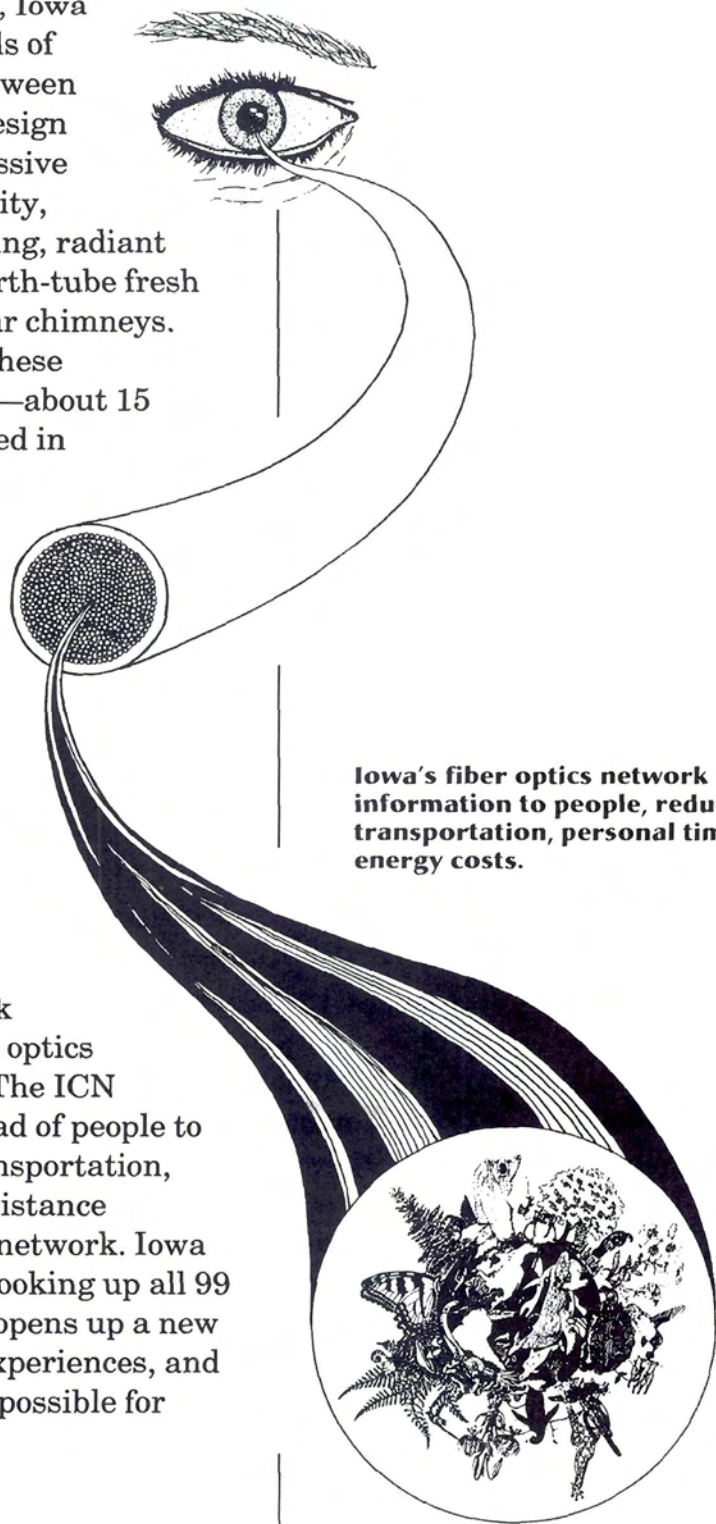 , Iowa
ls of
ween
esign
ssive
ity,
ng, radiant
rth-tube fresh
ar chimneys.
hese
—about 15
ed in
Iowa's fiber optics network
information to people, redu
transportation, personal tim
energy costs.
k
optics
The ICN
ad of people to
nsportation,
istance
network. Iowa
ooking up all 99
opens up a new
xperiences, and
possible for